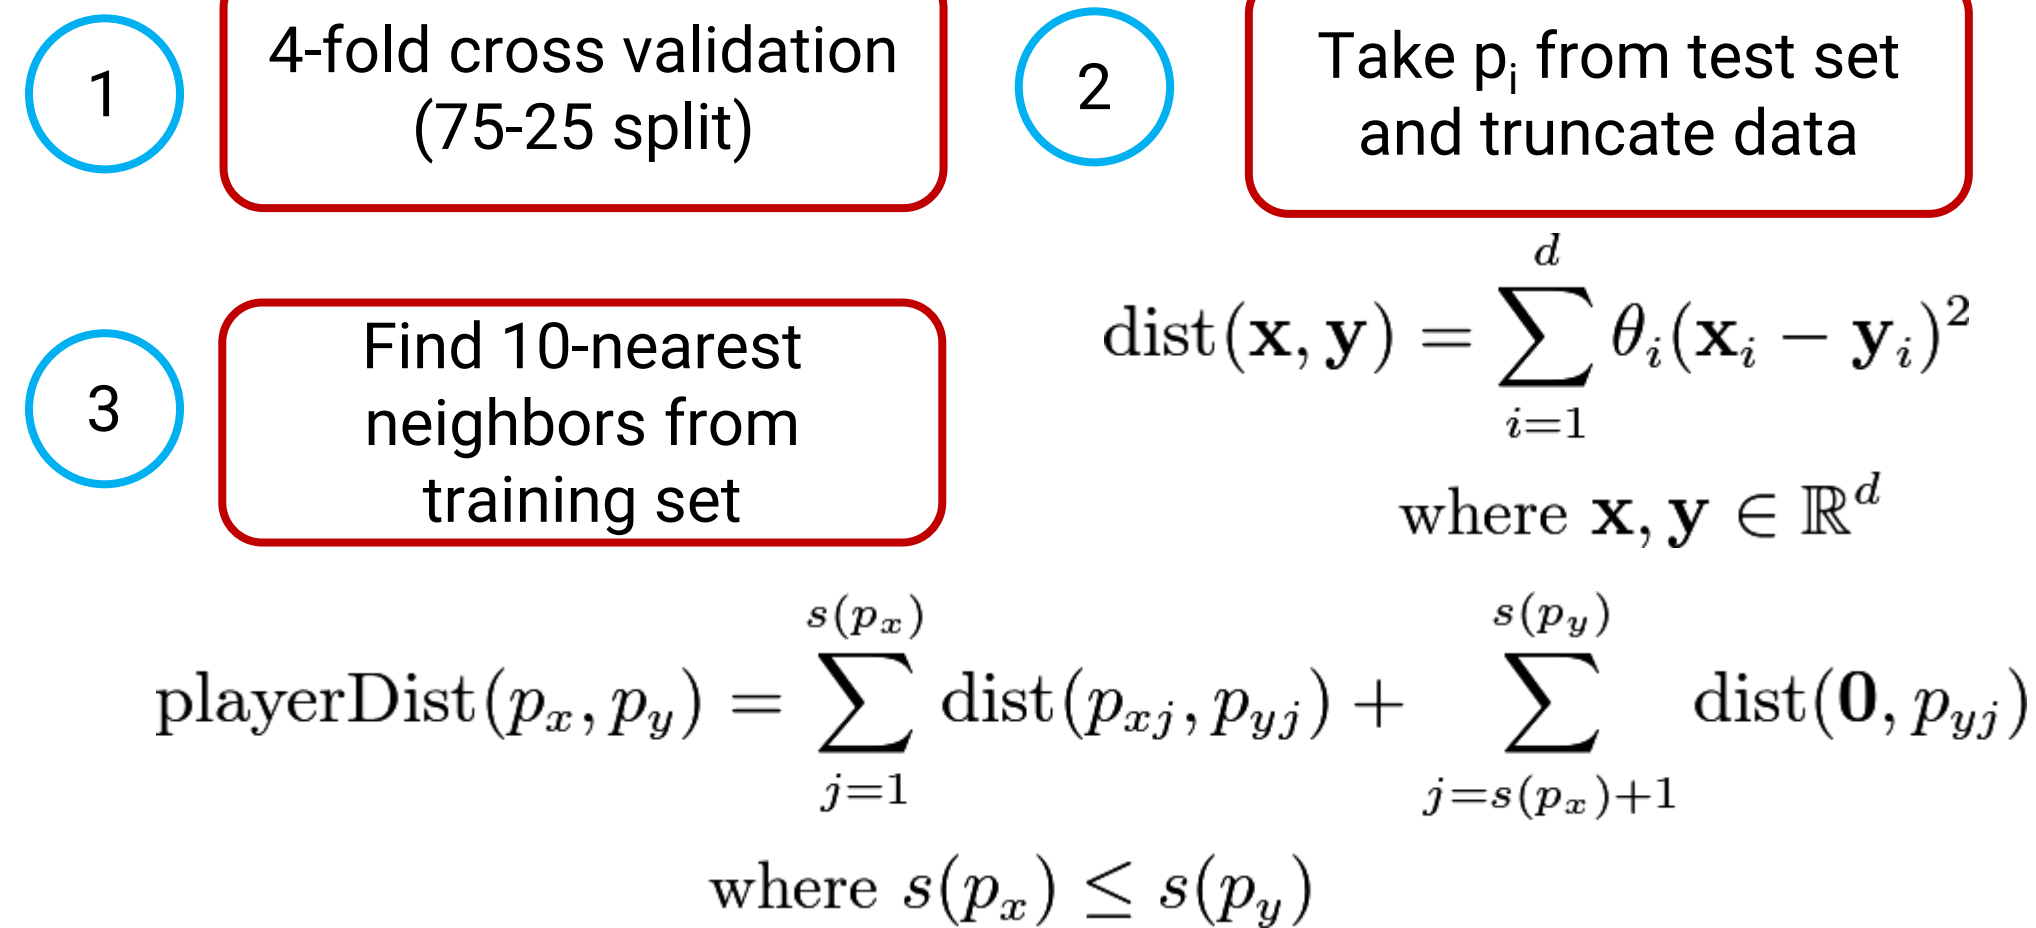 1
4-fold cross validation
(75-25 split)
2
Take pᵢ from test set
and truncate data
3
Find 10-nearest
neighbors from
training set
dist(𝐱, 𝐲) = ∑_{i=1}^{d} θ_i(𝐱_i − 𝐲_i)²
where 𝐱, 𝐲 ∈ ℝ^d
playerDist(p_x, p_y) = ∑_{j=1}^{s(p_x)} dist(p_{xj}, p_{yj}) + ∑_{j=s(p_x)+1}^{s(p_y)} dist(𝟎, p_{yj})
where s(p_x) ≤ s(p_y)